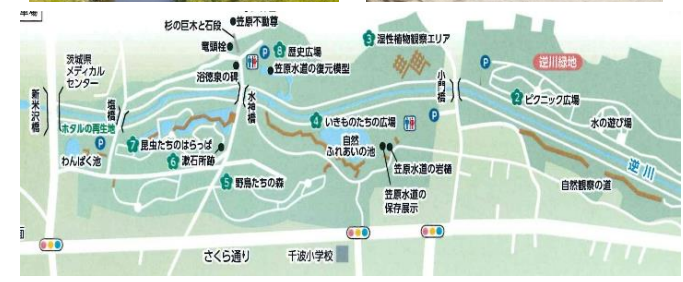 車場
杉の巨木と石段
笠原不動尊
竜頭栓
P
8 歴史広場
笠原水道の復元模型
浴徳泉の碑
3 湿性植物観察エリア
P
逆川緑地
茨城県
メディカル
センター
新米沢橋
塩橋
ホタルの再生地
P
わんぱく池
7 昆虫たちのはらっぱ
6 漱石所跡
水神橋
4 いきものたちの広場
自然
ふれあいの池
P
小門橋
2 ピクニック広場
水の遊び場
逆川
笠原水道の岩樋
笠原水道の
保存展示
自然観察の道
5 野鳥たちの森
さくら通り
千波小学校